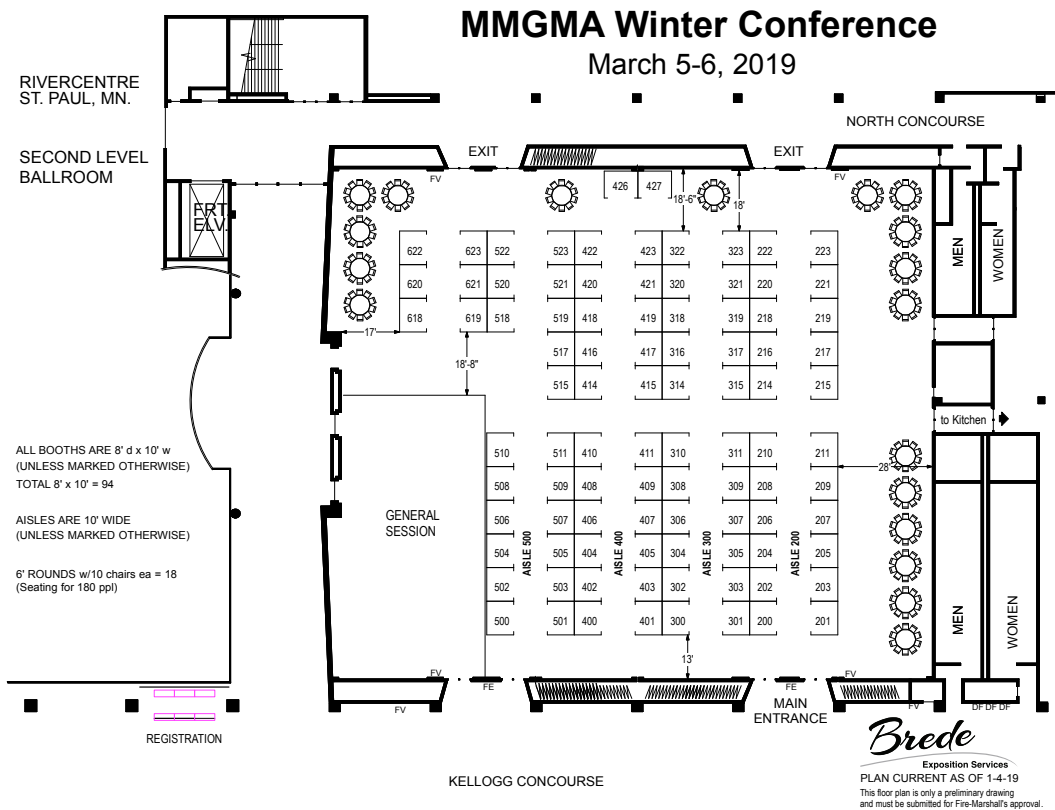 MMGMA Winter Conference
March 5-6, 2019
RIVERCENTRE
ST. PAUL, MN.
NORTH CONCOURSE
SECOND LEVEL
BALLROOM
EXIT
EXIT
FV
FV
426 427
18'-6"
18'
FRT.
ELV.
MEN
WOMEN
622 623 522 523 422 423 322 323 222 223
620 621 520 521 420 421 320 321 220 221
618 619 518 519 418 419 318 319 218 219
17'
517 416 417 316 317 216 217
18'-8"
515 414 415 314 315 214 215
to Kitchen
ALL BOOTHS ARE 8' d x 10' w
(UNLESS MARKED OTHERWISE)
TOTAL 8' x 10' = 94
AISLES ARE 10' WIDE
(UNLESS MARKED OTHERWISE)
6' ROUNDS w/10 chairs ea = 18
(Seating for 180 ppl)
GENERAL
SESSION
510 511 410 411 310 311 210 211
28'
508 509 408 409 308 309 208 209
506 507 406 407 306 307 206 207
504 505 404 405 304 305 204 205
502 503 402 403 302 303 202 203
500 501 400 401 300 301 200 201
AISLE 500
AISLE 400
AISLE 300
AISLE 200
MEN
WOMEN
13'
FV
FE
FE
FV
FV
FV
DF DF DF
MAIN
ENTRANCE
REGISTRATION
KELLOGG CONCOURSE
Brede
Exposition Services
PLAN CURRENT AS OF 1-4-19
This floor plan is only a preliminary drawing
and must be submitted for Fire-Marshall's approval.